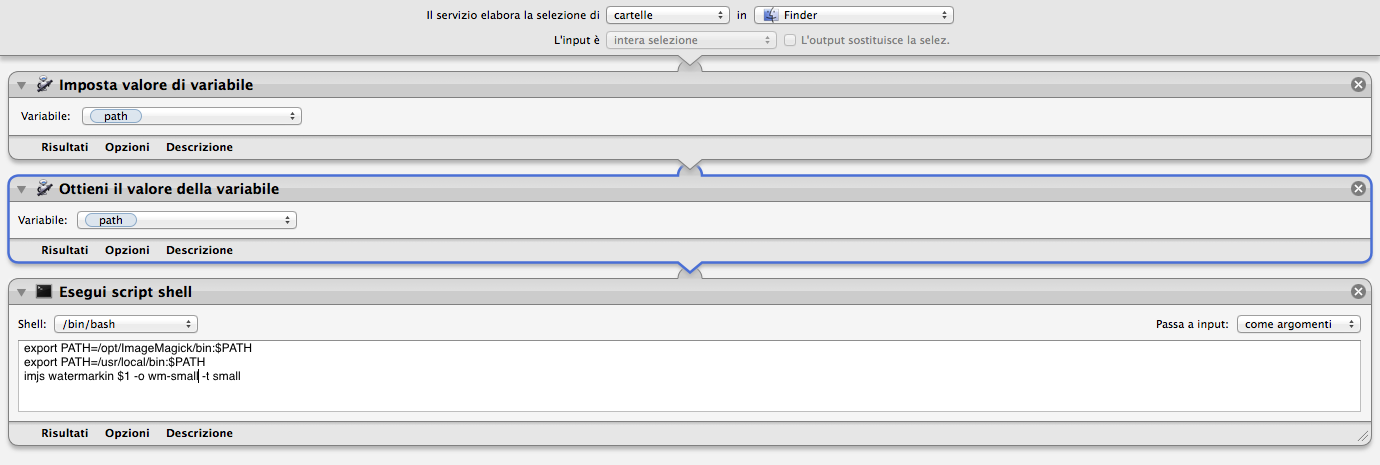 Il servizio elabora la selezione di cartelle in Finder
L'input è intera selezione L'output sostituisce la selez.
Imposta valore di variabile
Variabile: path
Risultati Opzioni Descrizione
Ottieni il valore della variabile
Variabile: path
Risultati Opzioni Descrizione
Esegui script shell
Shell: /bin/bash Passa a input: come argomenti
export PATH=/opt/ImageMagick/bin:$PATH
export PATH=/usr/local/bin:$PATH
imjs watermarkin $1 -o wm-small -t small
Risultati Opzioni Descrizione